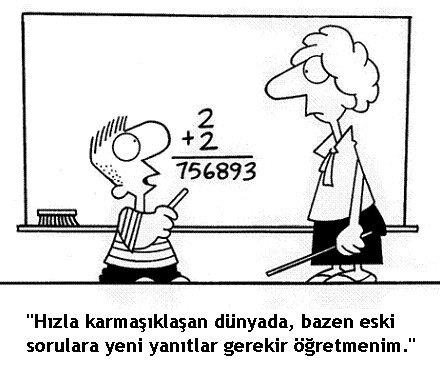 2
+ 2
756893
"Hızla karmaşıklaşan dünyada, bazen eski
sorulara yeni yanıtlar gerekir öğretmenim."